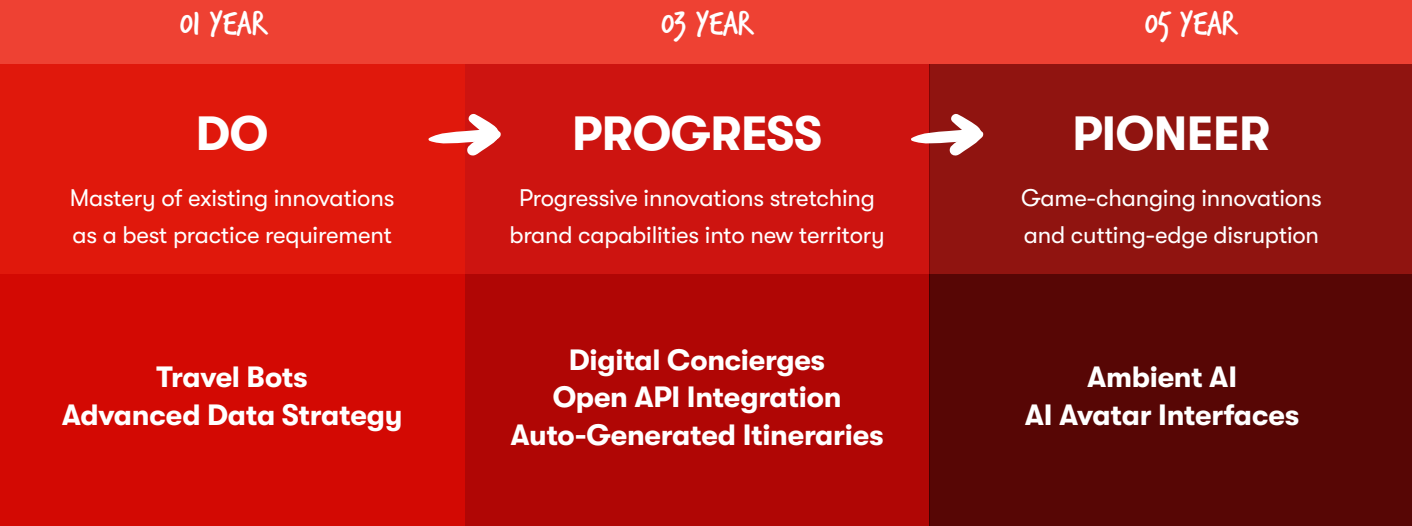 01 YEAR
03 YEAR
05 YEAR
DO
Mastery of existing innovations
as a best practice requirement
PROGRESS
Progressive innovations stretching
brand capabilities into new territory
PIONEER
Game-changing innovations
and cutting-edge disruption
Travel Bots
Advanced Data Strategy
Digital Concierges
Open API Integration
Auto-Generated Itineraries
Ambient AI
AI Avatar Interfaces